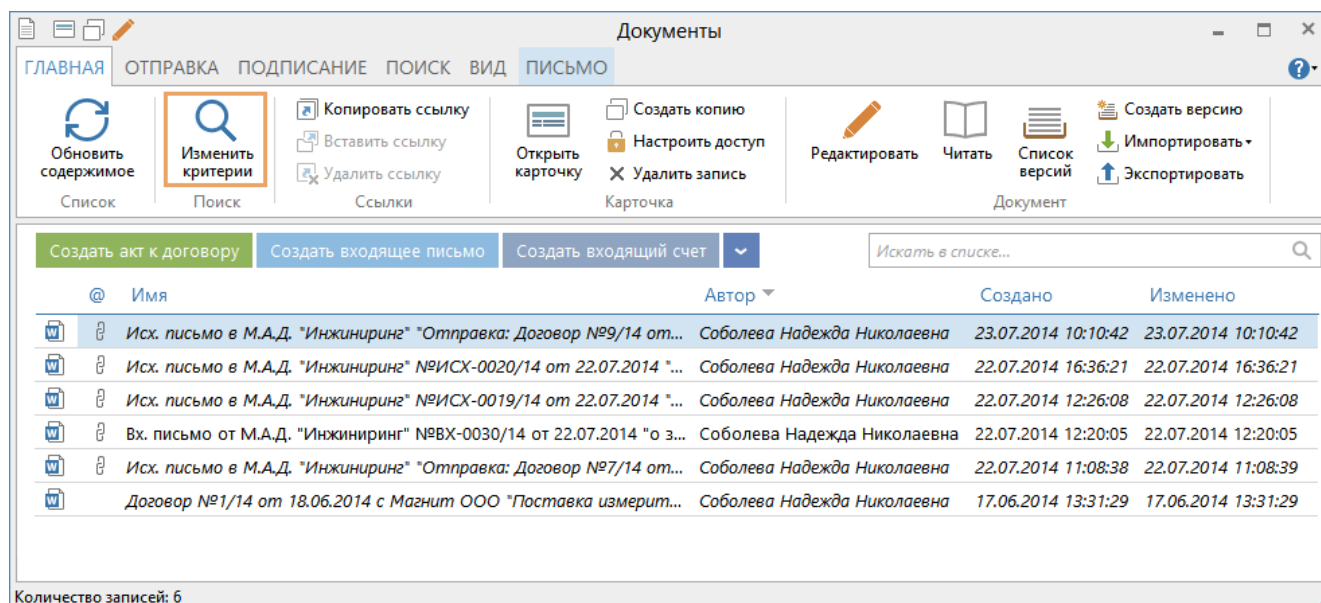 Документы
ГЛАВНАЯ ОТПРАВКА ПОДПИСАНИЕ ПОИСК ВИД ПИСЬМО
?
Обновить содержимое
Список
Изменить критерии
Поиск
Копировать ссылку
Вставить ссылку
Удалить ссылку
Ссылки
Открыть карточку
Создать копию
Настроить доступ
Удалить запись
Карточка
Редактировать
Читать
Список версий
Создать версию
Импортировать
Экспортировать
Документ
Создать акт к договору Создать входящее письмо Создать входящий счет Искать в списке...
@ Имя Автор Создано Изменено
Исх. письмо в М.А.Д. "Инжиниринг" "Отправка: Договор №9/14 от... Соболева Надежда Николаевна 23.07.2014 10:10:42 23.07.2014 10:10:42
Исх. письмо в М.А.Д. "Инжиниринг" №ИСХ-0020/14 от 22.07.2014 "... Соболева Надежда Николаевна 22.07.2014 16:36:21 22.07.2014 16:36:21
Исх. письмо в М.А.Д. "Инжиниринг" №ИСХ-0019/14 от 22.07.2014 "... Соболева Надежда Николаевна 22.07.2014 12:26:08 22.07.2014 12:26:08
Вх. письмо от М.А.Д. "Инжиниринг" №ВХ-0030/14 от 22.07.2014 "о з... Соболева Надежда Николаевна 22.07.2014 12:20:05 22.07.2014 12:20:05
Исх. письмо в М.А.Д. "Инжиниринг" "Отправка: Договор №7/14 от... Соболева Надежда Николаевна 22.07.2014 11:08:38 22.07.2014 11:08:39
Договор №1/14 от 18.06.2014 с Магнит ООО "Поставка измерит... Соболева Надежда Николаевна 17.06.2014 13:31:29 17.06.2014 13:31:29
Количество записей: 6